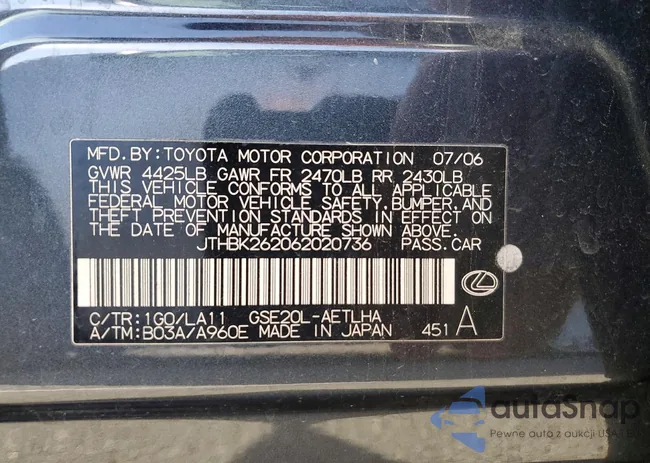 MFD. BY: TOYOTA MOTOR CORPORATION 07/06
GVWR 4425LB GAWR FR 2470LB RR 2430LB
THIS VEHICLE CONFORMS TO ALL APPLICABLE
FEDERAL MOTOR VEHICLE SAFETY, BUMPER, AND
THEFT PREVENTION STANDARDS IN EFFECT ON
THE DATE OF MANUFACTURE SHOWN ABOVE.
JTHBK262062020736 PASS. CAR
C/TR: 1G0/LA11 GSE20L-AETLHA
A/TM: B03A/A960E MADE IN JAPAN 451 A
autoSnap
Pewne auto z aukcji USA